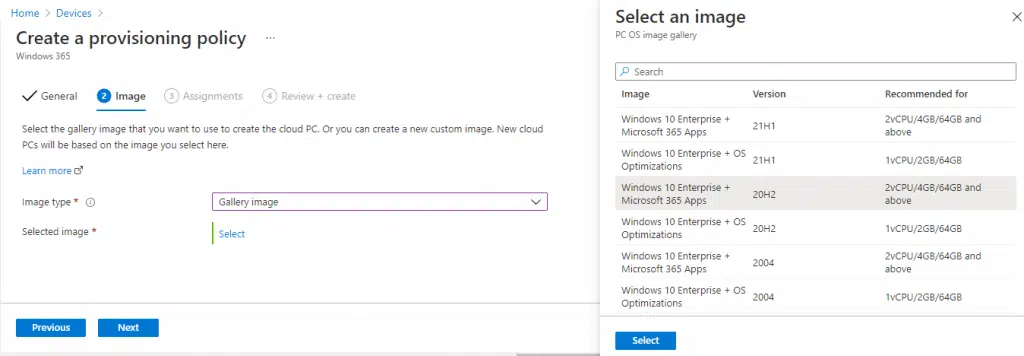 Home > Devices >
Create a provisioning policy ...
Windows 365
General
2 Image
3 Assignments
4 Review + create
Select the gallery image that you want to use to create the cloud PC. Or you can create a new custom image. New cloud
PCs will be based on the image you select here.
Learn more
Image type *
Gallery image
Selected image *
Select
Previous
Next
Select an image
PC OS image gallery
Search
Image Version Recommended for
Windows 10 Enterprise + 21H1 2vCPU/4GB/64GB and
Microsoft 365 Apps above
Windows 10 Enterprise + OS 21H1 1vCPU/2GB/64GB
Optimizations
Windows 10 Enterprise + 20H2 2vCPU/4GB/64GB and
Microsoft 365 Apps above
Windows 10 Enterprise + OS 20H2 1vCPU/2GB/64GB
Optimizations
Windows 10 Enterprise + 2004 2vCPU/4GB/64GB and
Microsoft 365 Apps above
Windows 10 Enterprise + OS 2004 1vCPU/2GB/64GB
Optimizations
Select